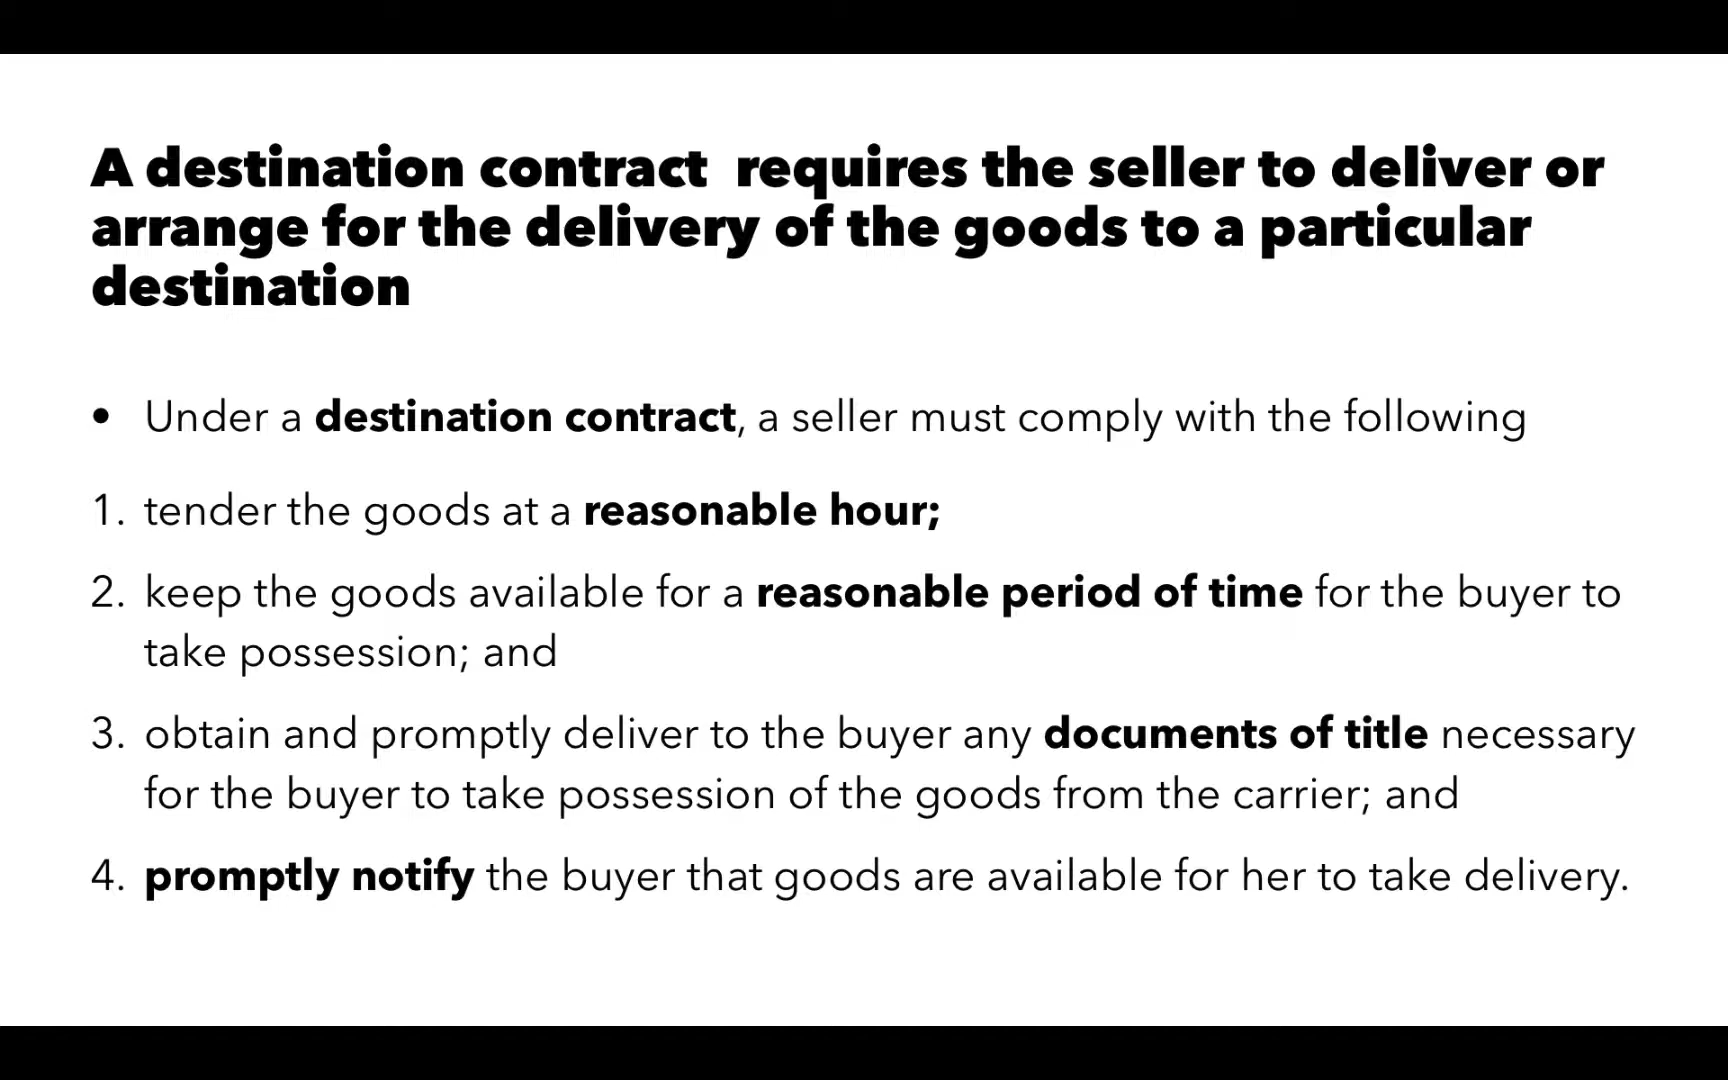 A destination contract  requires the seller to deliver or
arrange for the delivery of the goods to a particular
destination
• Under a destination contract, a seller must comply with the following
1. tender the goods at a reasonable hour;
2. keep the goods available for a reasonable period of time for the buyer to
take possession; and
3. obtain and promptly deliver to the buyer any documents of title necessary
for the buyer to take possession of the goods from the carrier; and
4. promptly notify the buyer that goods are available for her to take delivery.